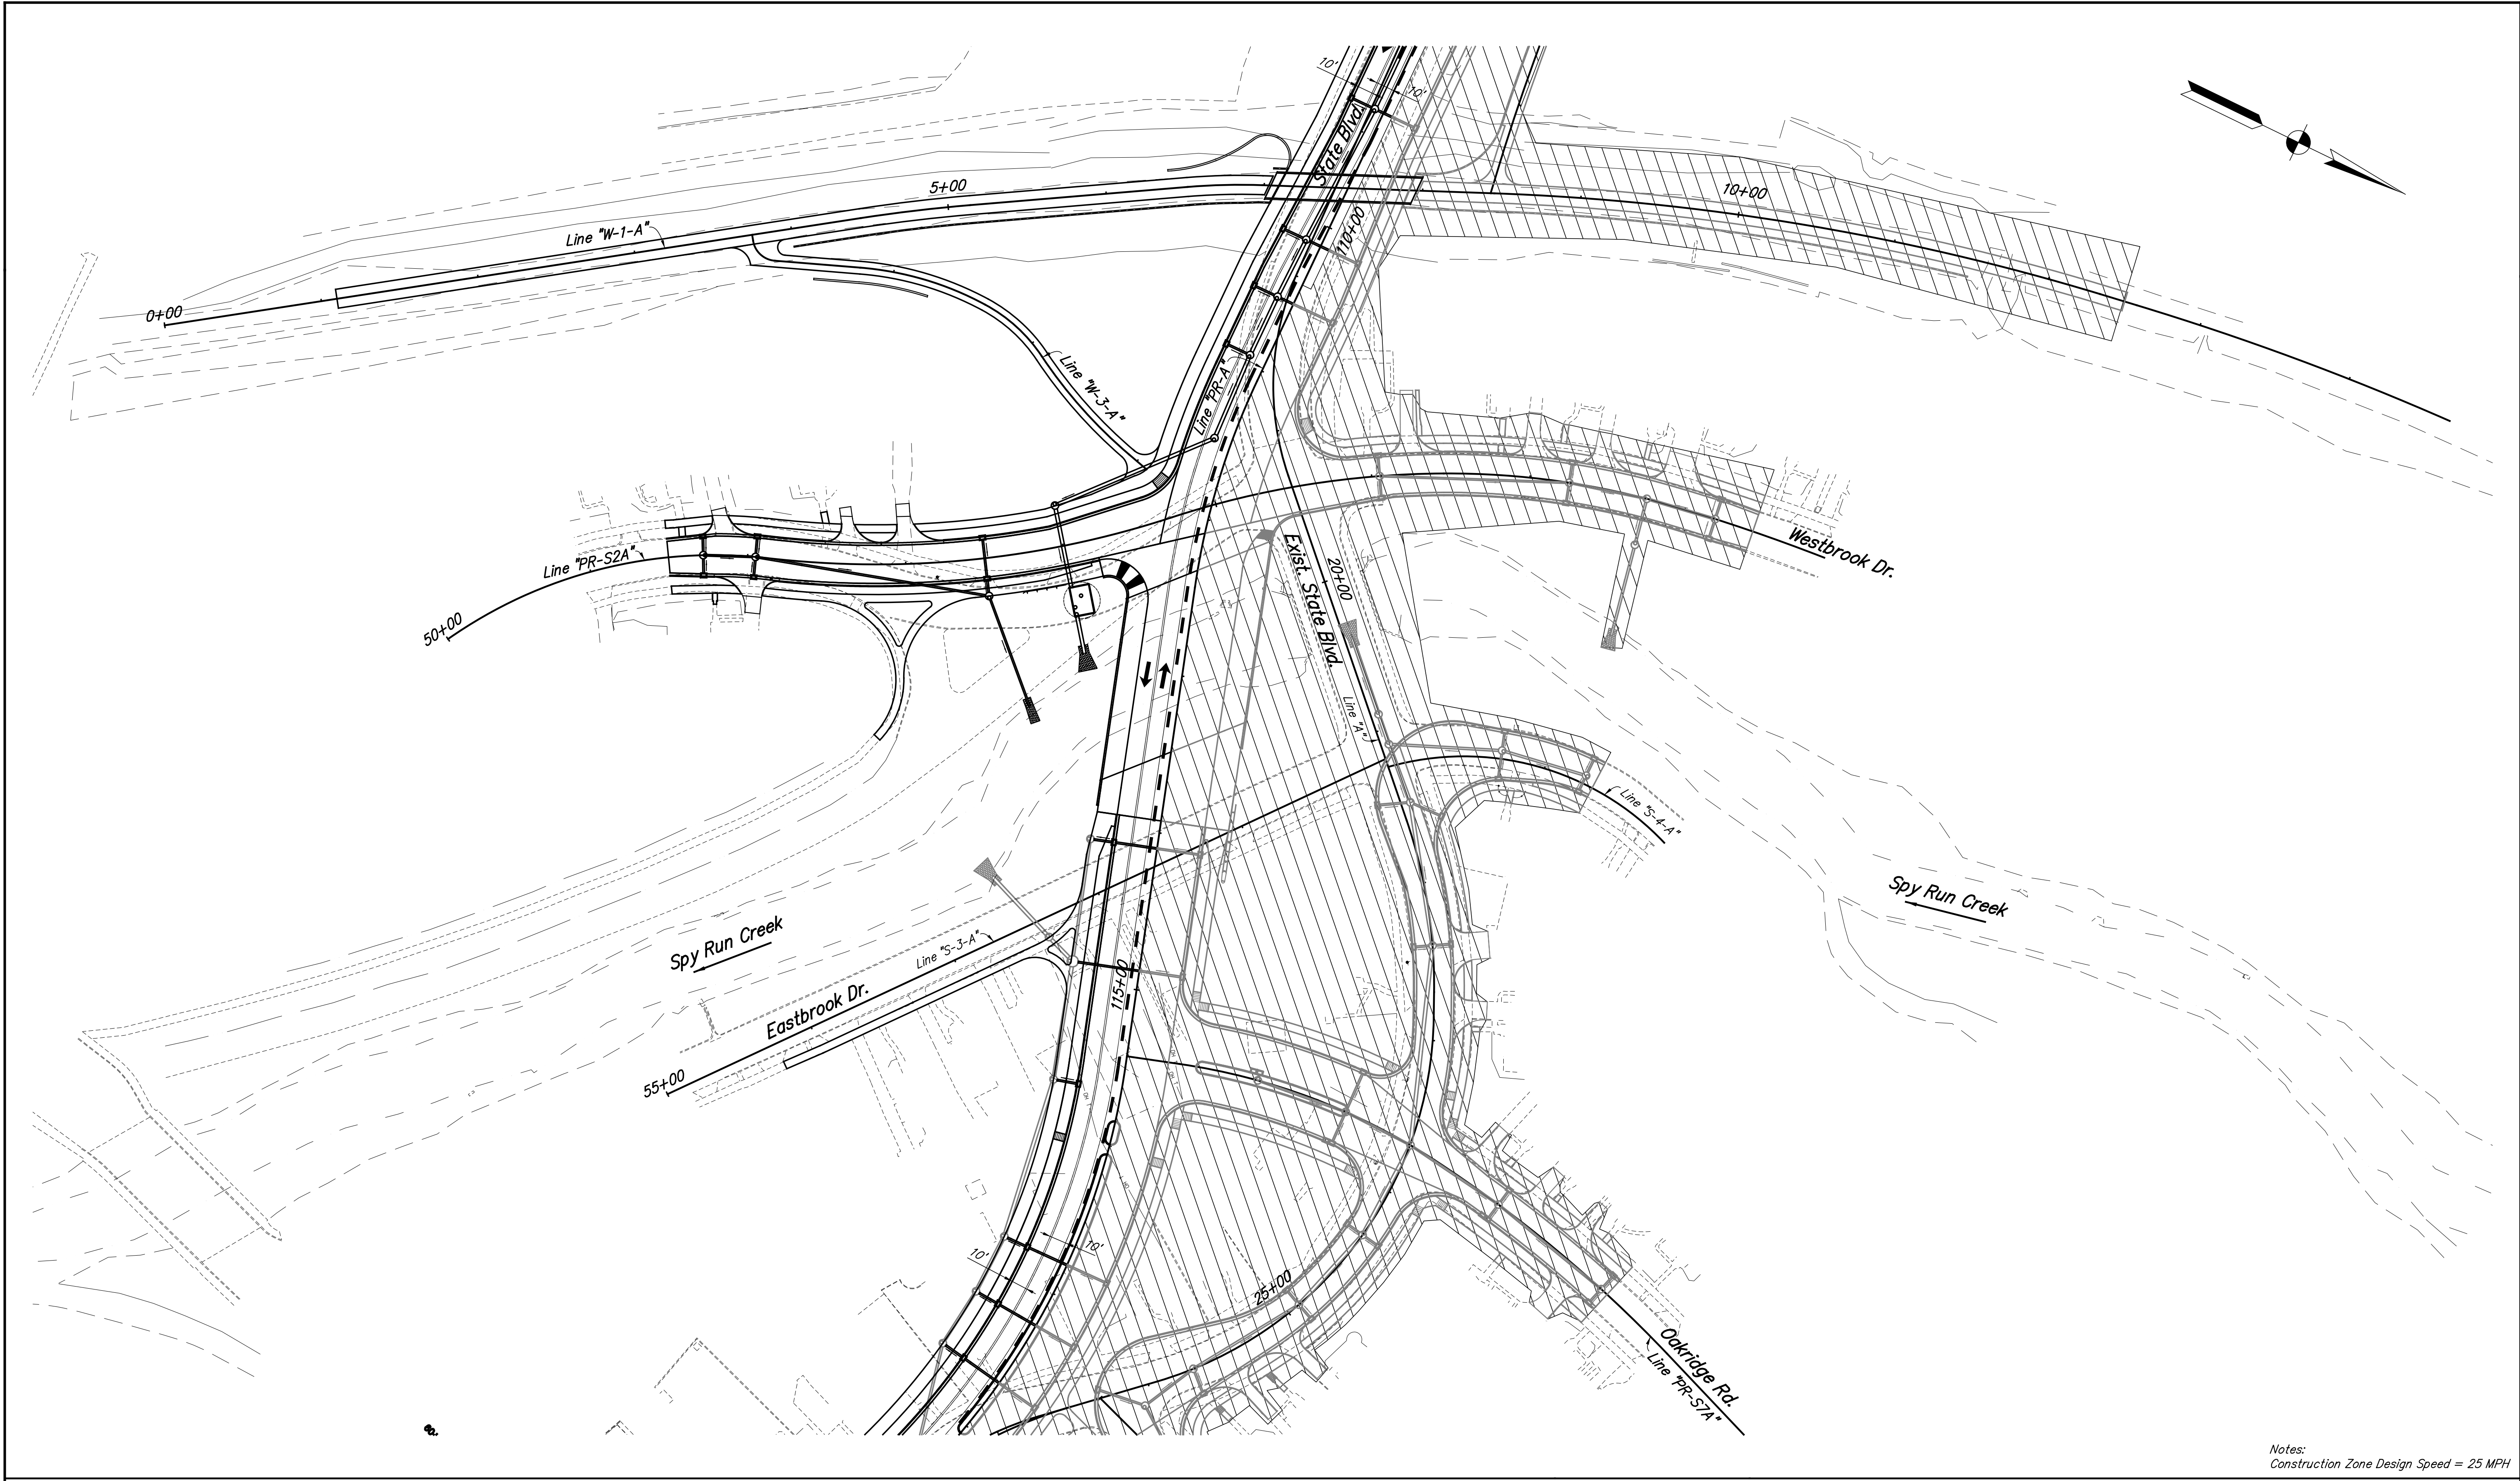 10'
10'
State Blvd.
5+00
10+00
Line "W-1-A"
110+00
0+00
Line "W-3-A"
Line "PR-A"
Westbrook Dr.
Line "PR-S2A"
Exist. State Blvd.
20+00
50+00
Line "A"
Line "S-4-A"
Spy Run Creek
Spy Run Creek
Line "S-3-A"
115+00
Eastbrook Dr.
55+00
10'
10'
25+00
Oakridge Rd.
Line "PR-S7A"
Notes:
Construction Zone Design Speed = 25 MPH